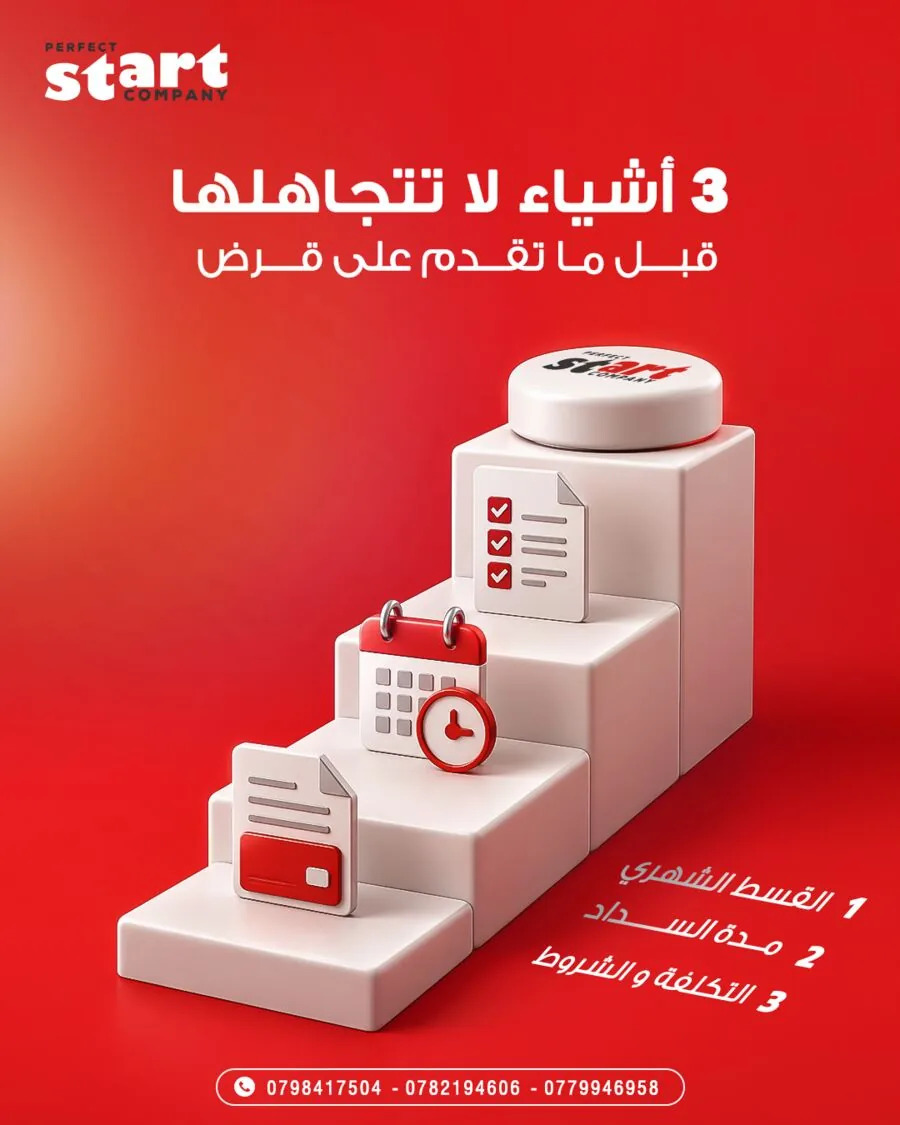 PERFECT
start
COMPANY
3 أشياء لا تتجاهلها
قبل ما تقدم على قرض
PERFECT
start
COMPANY
1 القسط الشهري
2 مدة السداد
3 التكلفة و الشروط
0798417504 - 0782194606 - 0779946958